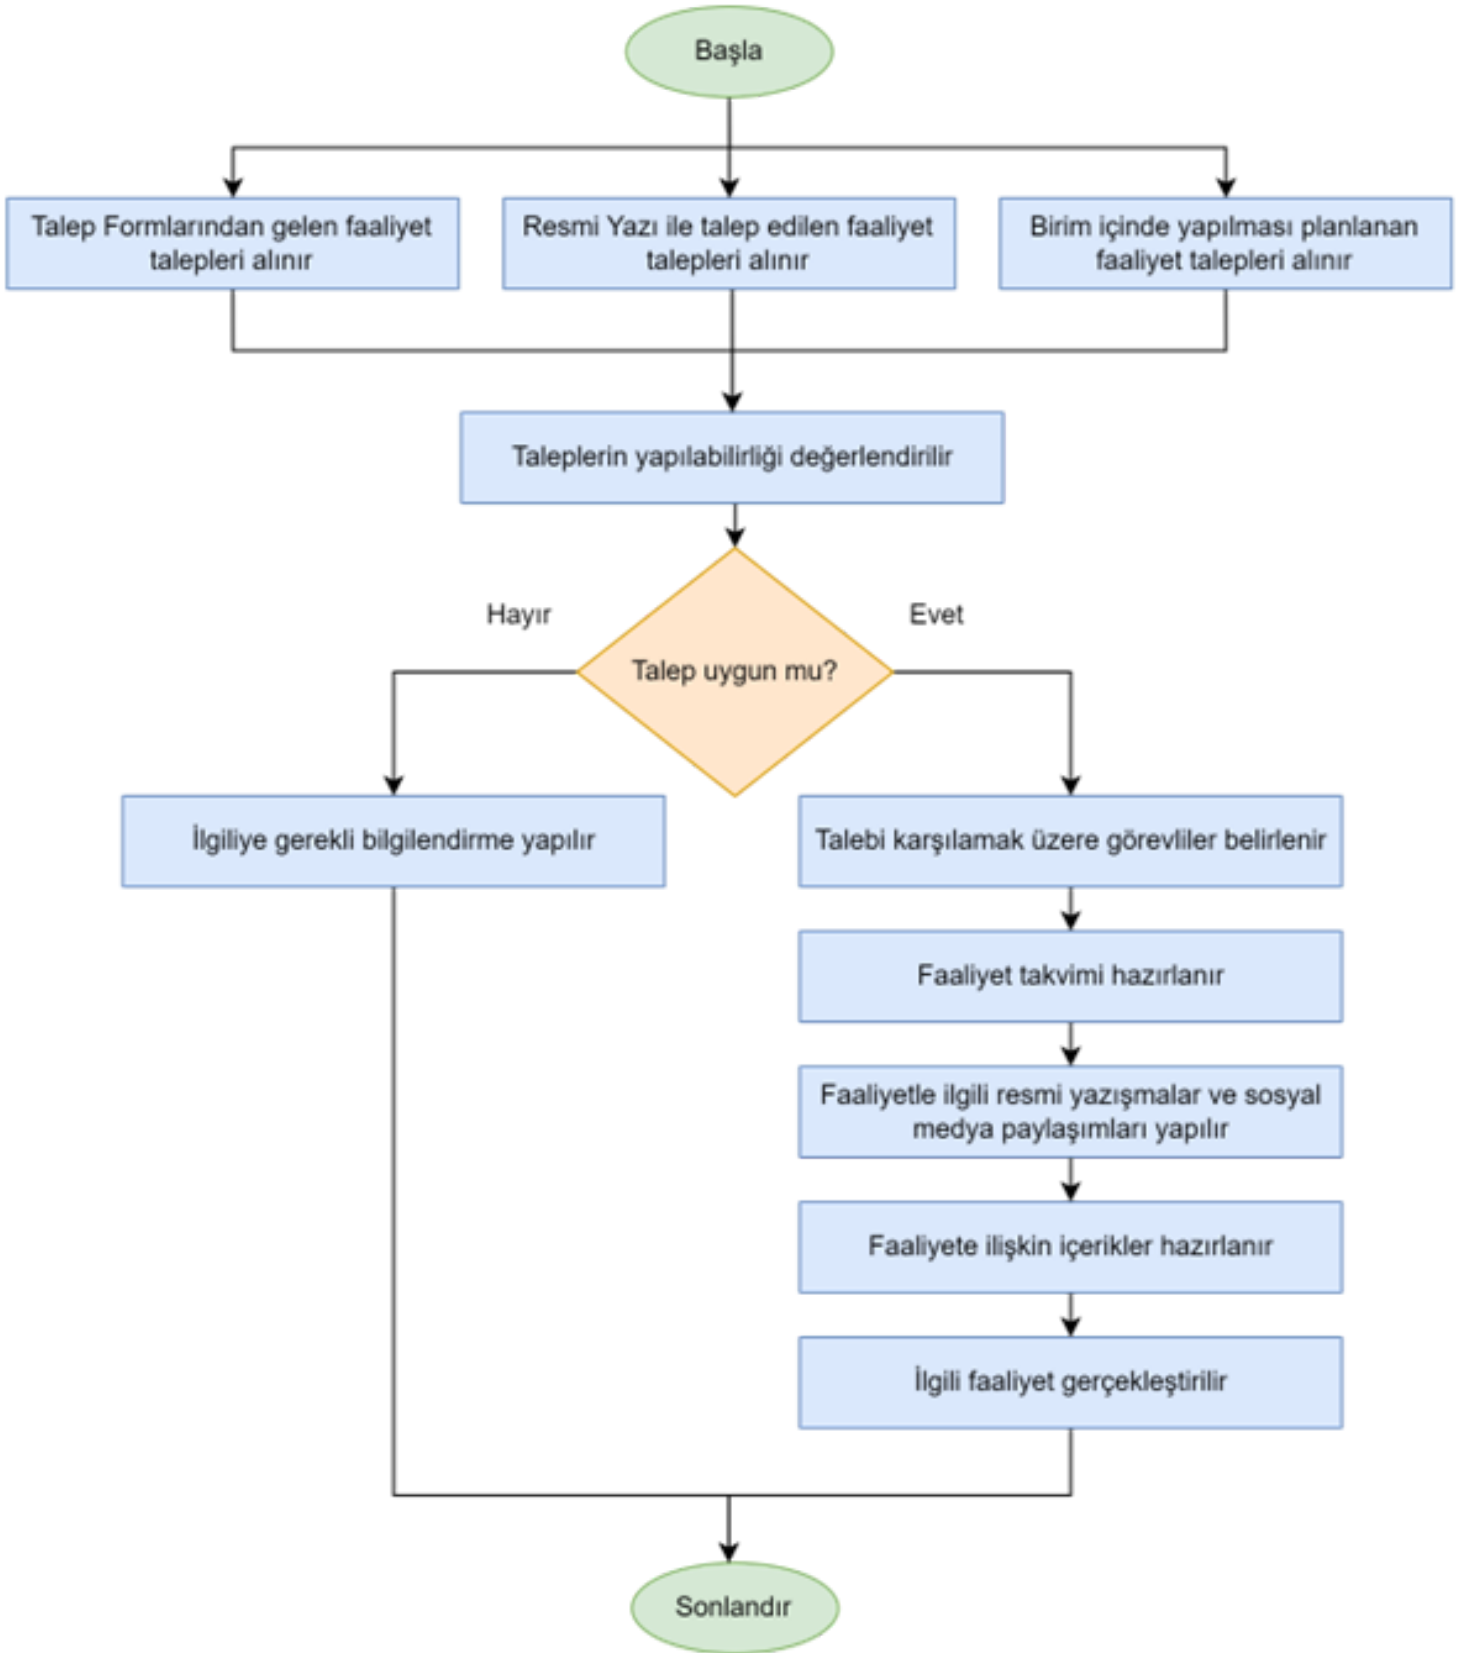 Başla
Talep Formlarından gelen faaliyet
talepleri alınır
Resmi Yazı ile talep edilen faaliyet
talepleri alınır
Birim içinde yapılması planlanan
faaliyet talepleri alınır
Taleplerin yapılabilirliği değerlendirilir
Hayır
Evet
Talep uygun mu?
İlgiliye gerekli bilgilendirme yapılır
Talebi karşılamak üzere görevliler belirlenir
Faaliyet takvimi hazırlanır
Faaliyetle ilgili resmi yazışmalar ve sosyal
medya paylaşımları yapılır
Faaliyete ilişkin içerikler hazırlanır
İlgili faaliyet gerçekleştirilir
Sonlandır